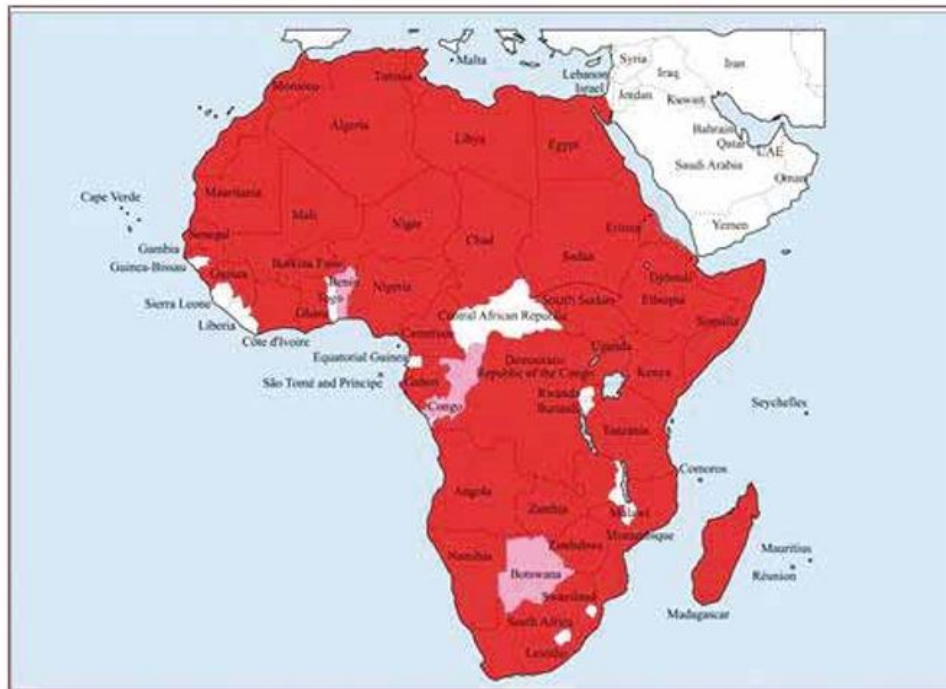 Malta
Syria
Lebanon
Israel
Iraq
Iran
Jordan
Kuwait
Bahrain
Qatar
UAE
Saudi Arabia
Oman
Yemen
Morocco
Tunisia
Algeria
Libya
Egypt
Cape Verde
Mauritania
Mali
Niger
Chad
Sudan
Eritrea
Senegal
Gambia
Guinea-Bissau
Guinea
Burkina Faso
Benin
Togo
Nigeria
Ghana
Sierra Leone
Liberia
Côte d'Ivoire
Djibouti
South Sudan
Ethiopia
Somalia
Central African Republic
Cameroon
Equatorial Guinea
São Tomé and Príncipe
Gabon
Congo
Democratic
Republic of the Congo
Uganda
Kenya
Rwanda
Burundi
Tanzania
Seychelles
Comoros
Angola
Zambia
Malawi
Mozambique
Zimbabwe
Namibia
Botswana
Swaziland
South Africa
Lesotho
Mauritius
Réunion
Madagascar